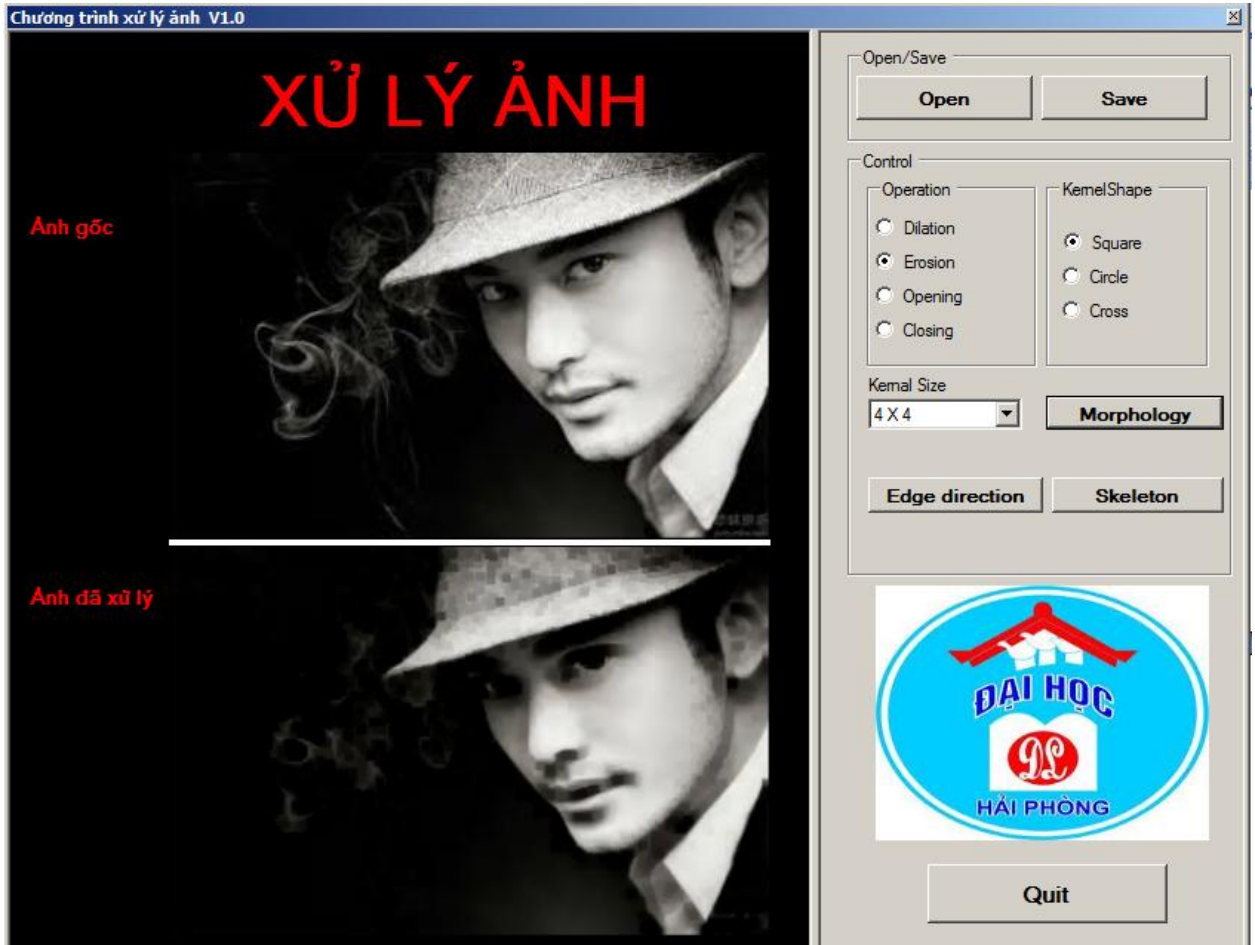 Chương trình xử lý ảnh V1.0
XỬ LÝ ẢNH
Ảnh gốc
Ảnh đã xử lý
Open/Save
Open
Save
Control
Operation
Dilation
Erosion
Opening
Closing
KernelShape
Square
Circle
Cross
Kernal Size
4 X 4
Morphology
Edge direction
Skeleton
ĐẠI HỌC
DL
HẢI PHÒNG
Quit